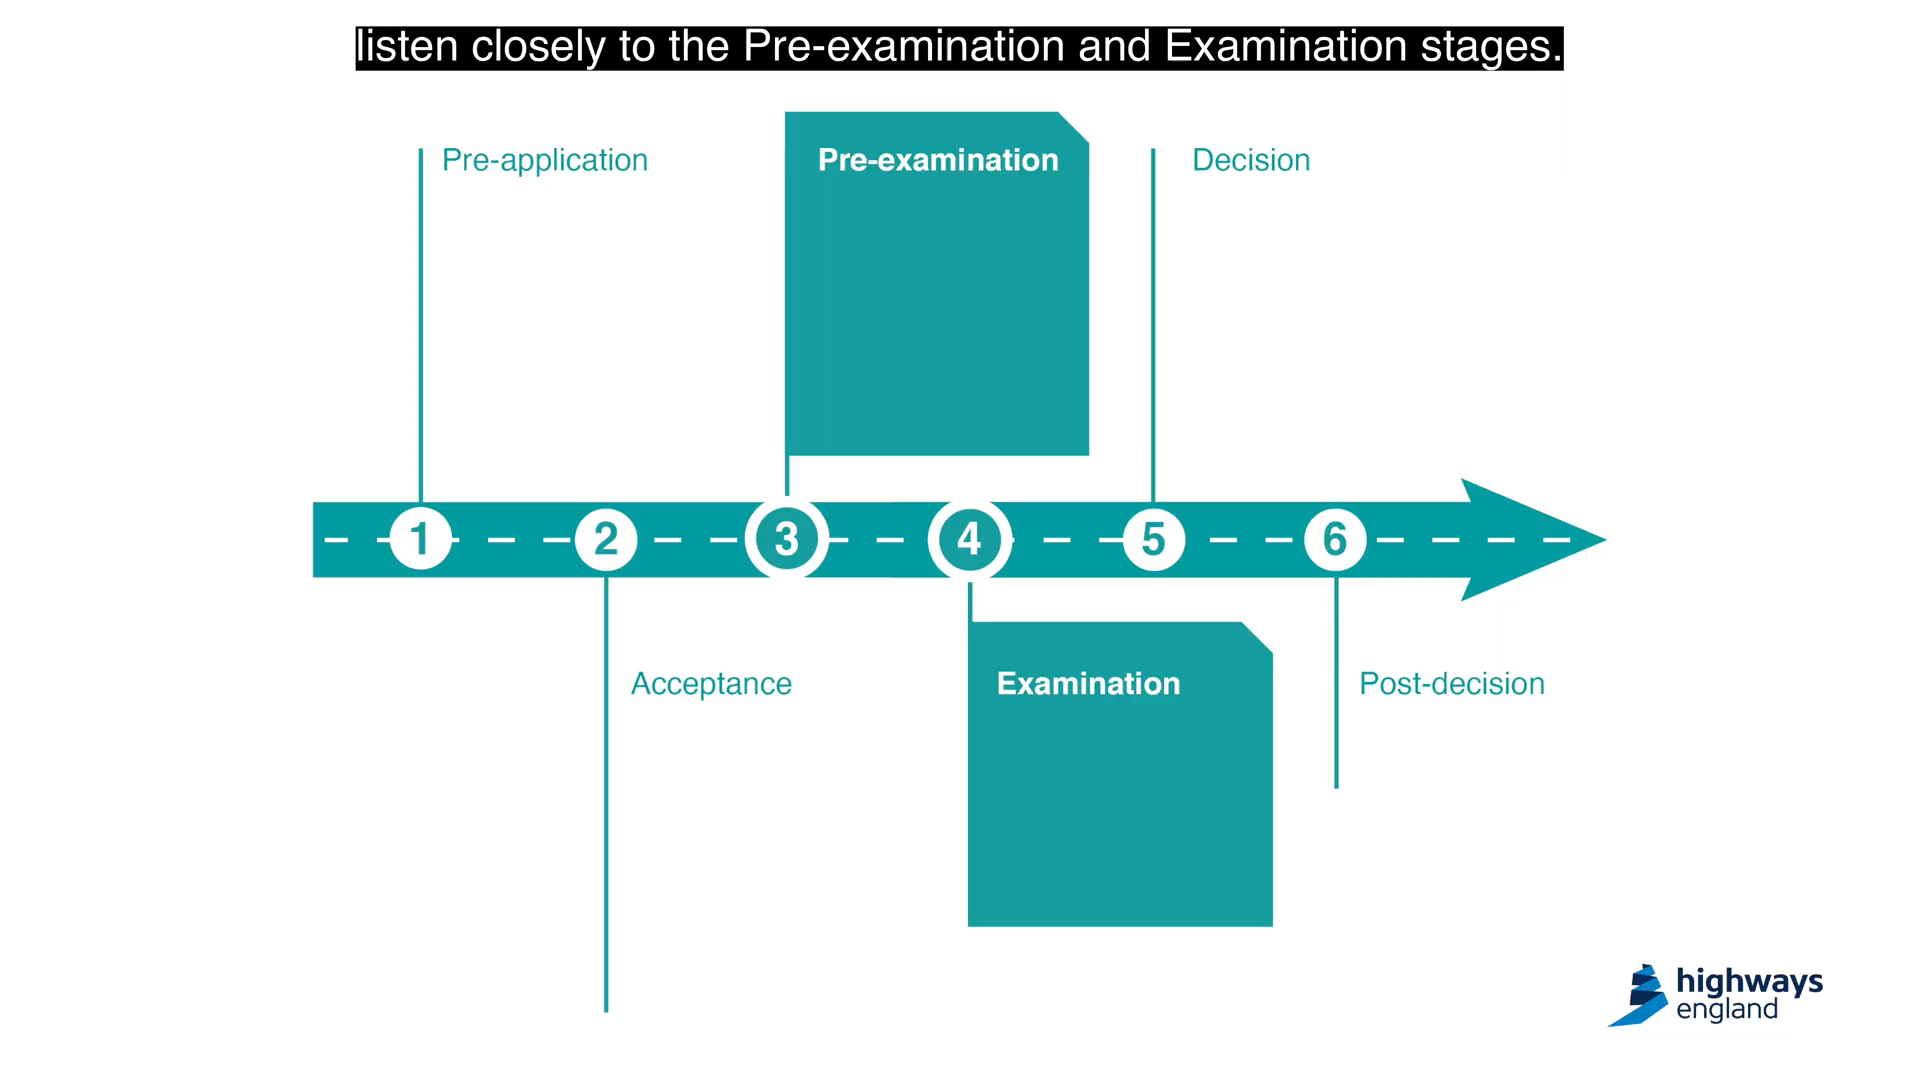 listen closely to the Pre-examination and Examination stages.
Pre-application
Pre-examination
Decision
1
2
3
4
5
6
Acceptance
Examination
Post-decision
highways
england